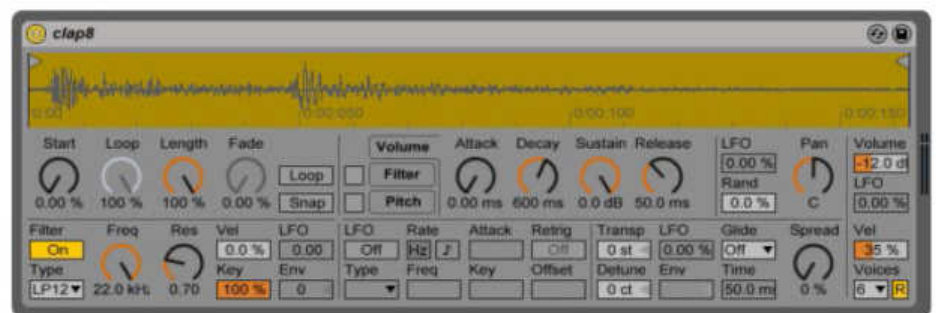 clap8
0:00 0:00:050 0:00:100 0:00:150
Start Loop Length Fade Volume Attack Decay Sustain Release LFO Pan Volume
Filter 0.00 % -12.0 dB
Loop Rand LFO
0.00 % 100 % 100 % 0.00 % Snap Pitch 0.00 ms 600 ms 0.0 dB 50.0 ms 0.0 % C 0.00 %
Filter Freq Res Vel LFO LFO Rate Attack Retrig Transp LFO Glide Spread Vel
On 0.0 % 0.00 Off Hz ♪ Off 0 st 0.00 % Off 35 %
Type Key Env Type Freq Key Offset Detune Env Time Voices
LP12 22.0 kHz 0.70 100 % 0 0 ct 50.0 ms 0 % 6 R